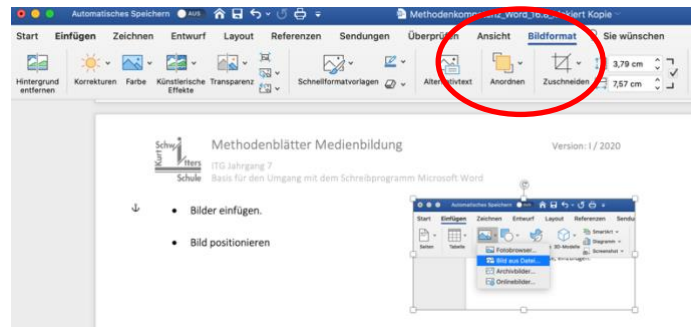 Automatisches Speichern AUS Methodenkompetenz_Word_16.8_
Start Einfügen Zeichnen Entwurf Layout Referenzen Sendungen Überprüfen Ansicht Bildformat Sie wünschen
3,79 cm
7,57 cm
Hintergrund entfernen Korrekturen Farbe Künstlerische Effekte Transparenz Schnellformatvorlagen Alternativtext Anordnen Zuschneiden
Kurt Schwitters Schule
Methodenblätter Medienbildung Version: I / 2020
ITG Jahrgang 7
Basis für den Umgang mit dem Schreibprogramm Microsoft Word
• Bilder einfügen.
• Bild positionieren
Automatisches Speichern AUS
Start Einfügen Zeichnen Entwurf Layout Referenzen Sendu
Seiten Tabelle 3D-Modelle SmartArt
Diagramm
Screenshot
Fotobrowser...
Bild aus Datei...
Archivbilder...
Onlinebilder...